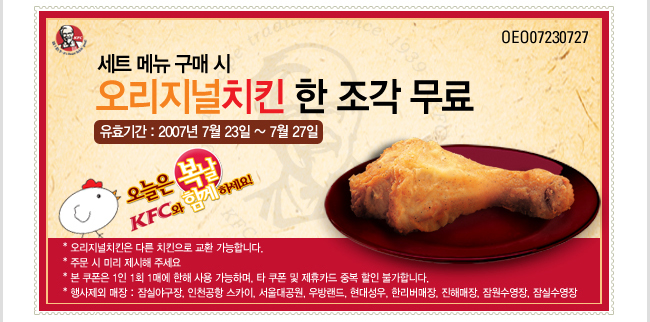 OEO07230727
KFC
세트 메뉴 구매 시
오리지널치킨 한 조각 무료
유효기간 : 2007년 7월 23일 ~ 7월 27일
오늘은 복날
KFC와 함께하세요!
* 오리지널치킨은 다른 치킨으로 교환 가능합니다.
* 주문 시 미리 제시해 주세요
* 본 쿠폰은 1인 1회 1매에 한해 사용 가능하며, 타 쿠폰 및 제휴카드 중복 할인 불가합니다.
* 행사제외 매장 : 잠실야구장, 인천공항 스카이, 서울대공원, 우방랜드, 현대성우, 한리버매장, 진해매장, 잠원수영장, 잠실수영장